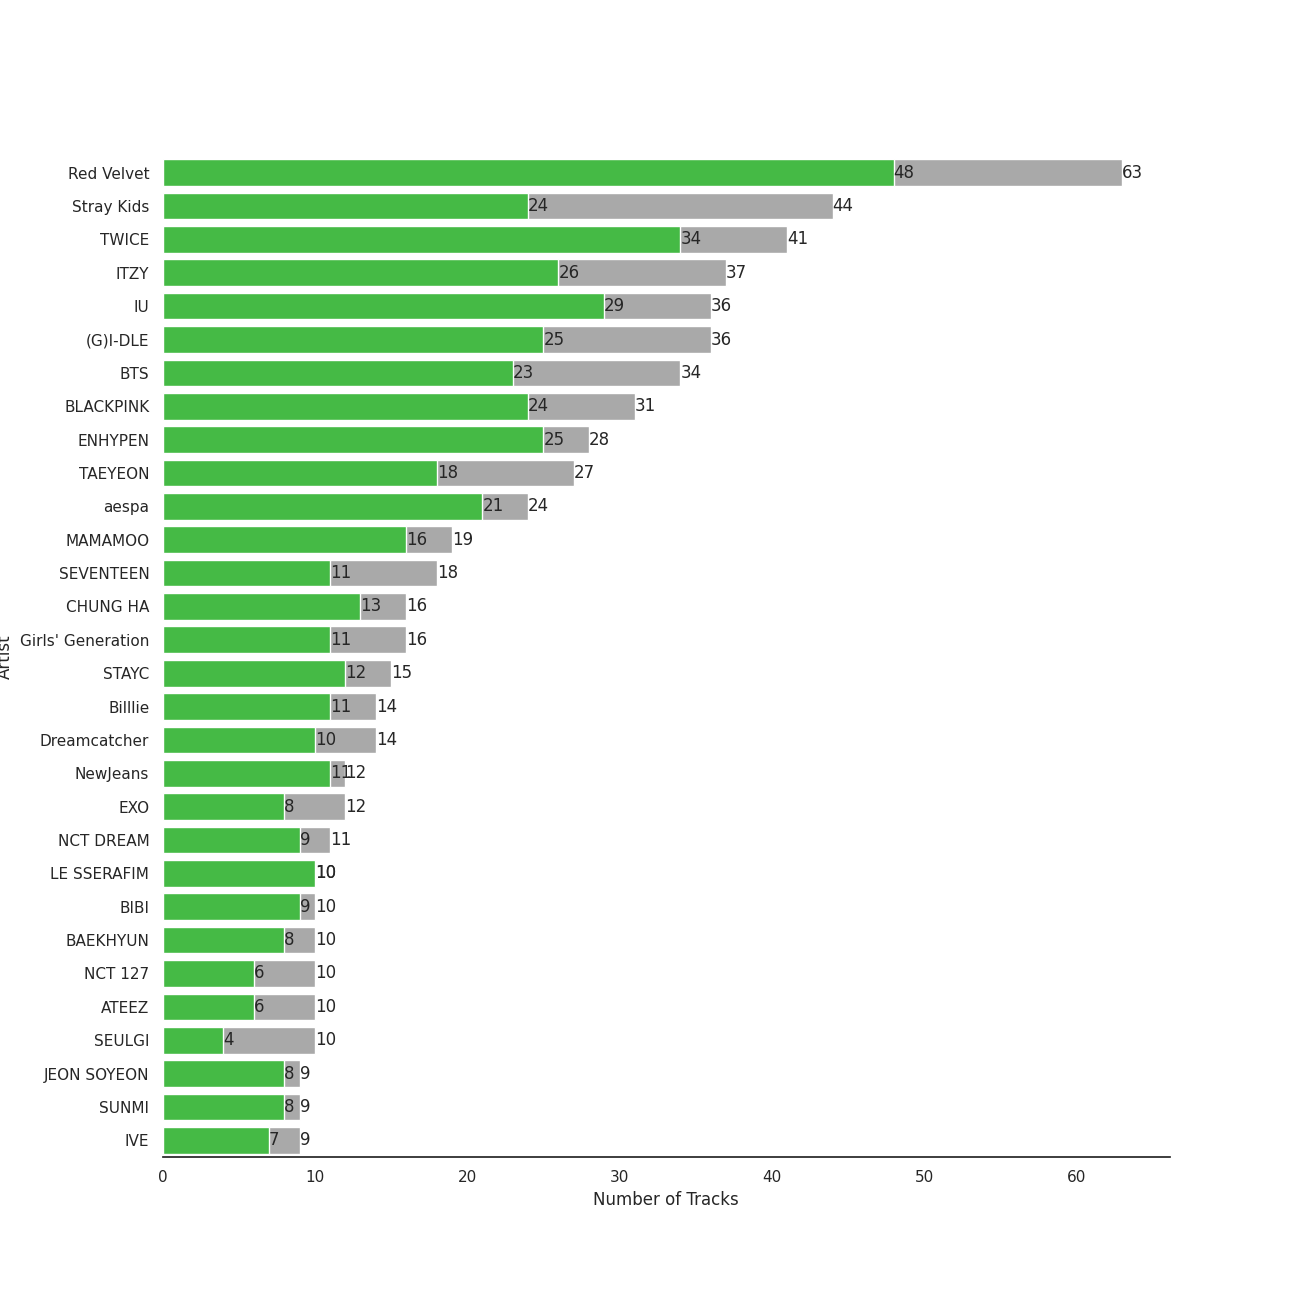 Red Velvet 48 63
Stray Kids 24 44
TWICE 34 41
ITZY 26 37
IU 29 36
(G)I-DLE 25 36
BTS 23 34
BLACKPINK 24 31
ENHYPEN 25 28
TAEYEON 18 27
aespa 21 24
MAMAMOO 16 19
SEVENTEEN 11 18
CHUNG HA 13 16
Girls' Generation 11 16
Artist
STAYC 12 15
Billlie 11 14
Dreamcatcher 10 14
NewJeans 11 12
EXO 8 12
NCT DREAM 9 11
LE SSERAFIM 10 10
BIBI 9 10
BAEKHYUN 8 10
NCT 127 6 10
ATEEZ 6 10
SEULGI 4 10
JEON SOYEON 8 9
SUNMI 8 9
IVE 7 9
0 10 20 30 40 50 60
Number of Tracks